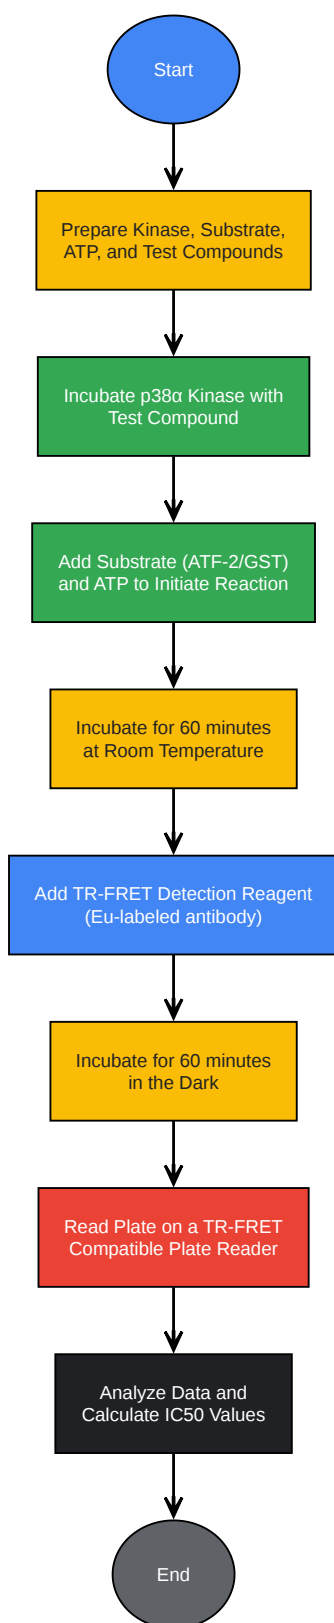 Start
Prepare Kinase, Substrate,
ATP, and Test Compounds
Incubate p38α Kinase with
Test Compound
Add Substrate (ATF-2/GST)
and ATP to Initiate Reaction
Incubate for 60 minutes
at Room Temperature
Add TR-FRET Detection Reagent
(Eu-labeled antibody)
Incubate for 60 minutes
in the Dark
Read Plate on a TR-FRET
Compatible Plate Reader
Analyze Data and
Calculate IC50 Values
End